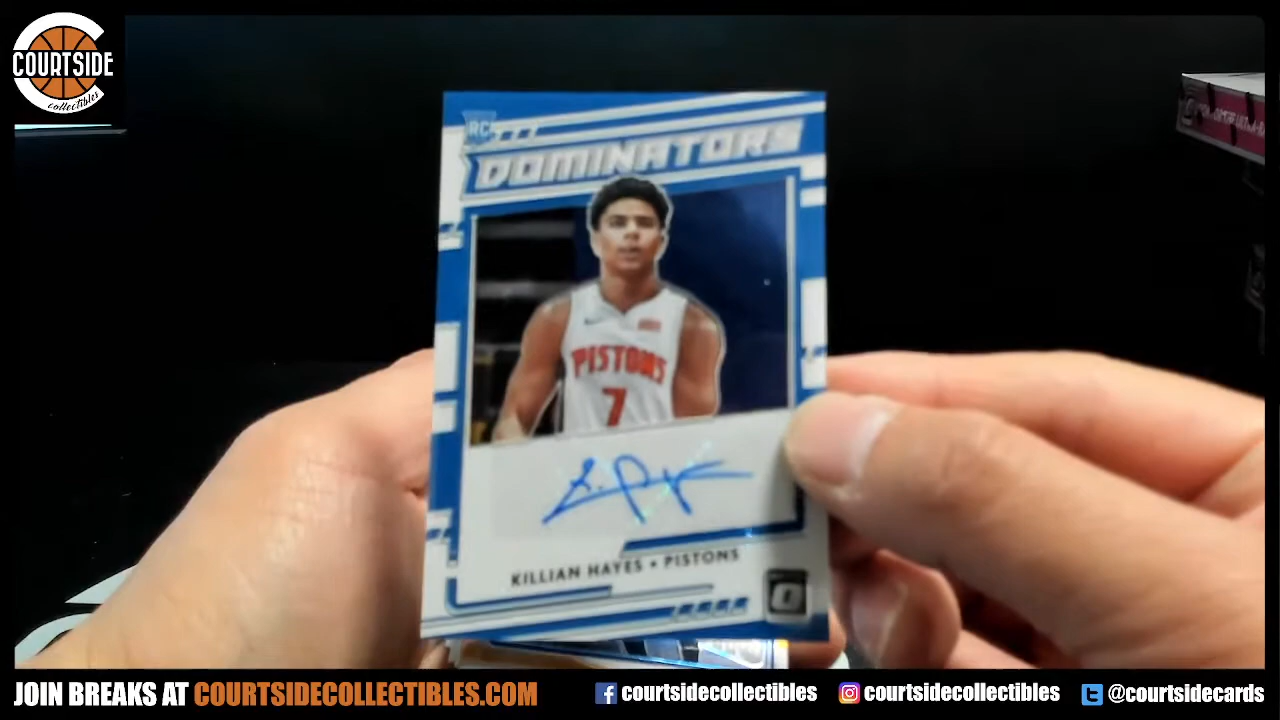 COURTSIDE
collectibles
RC
DOMINATORS
PISTONS
7
KILLIAN HAYES • PISTONS
JOIN BREAKS AT COURTSIDECOLLECTIBLES.COM
courtsidecollectibles
courtsidecollectibles
@courtsidecards